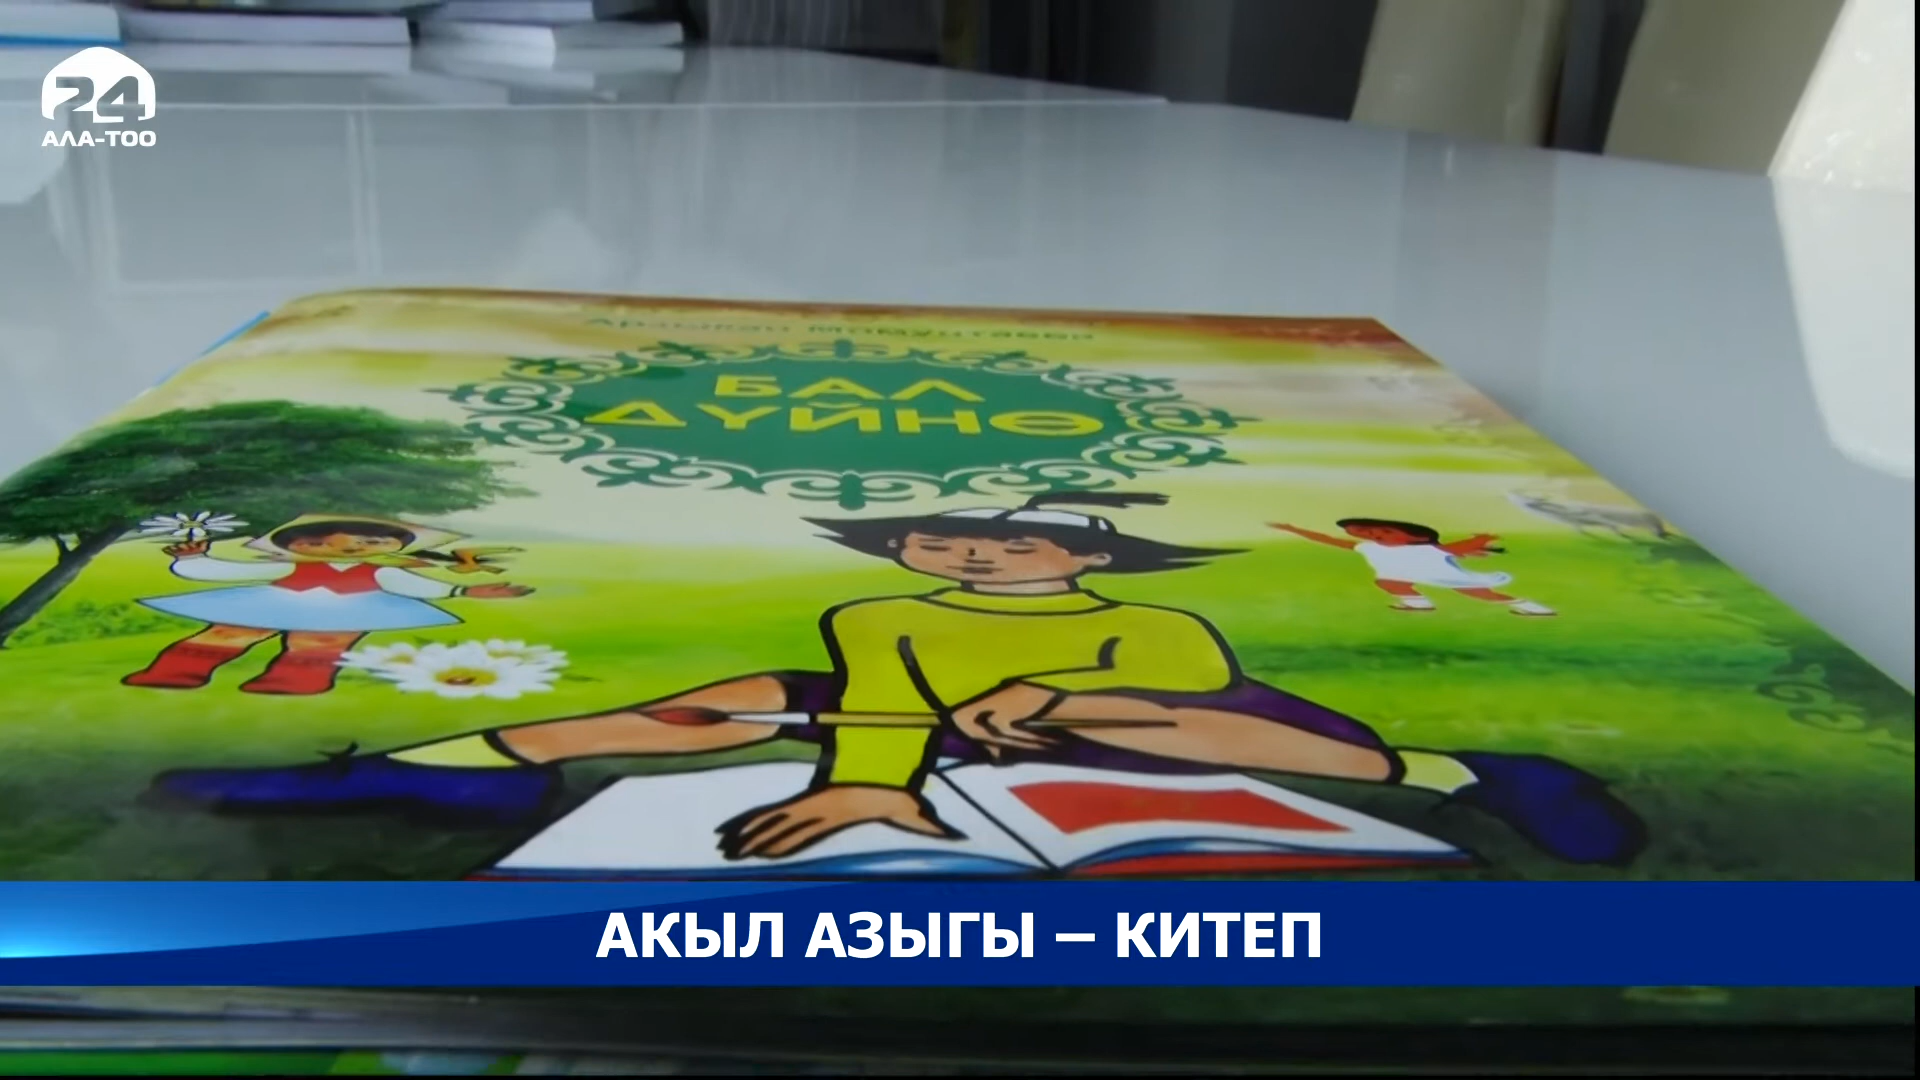 24
АЛА-ТОО
БАЛ
ДҮЙНӨ
АКЫЛ АЗЫГЫ – КИТЕП